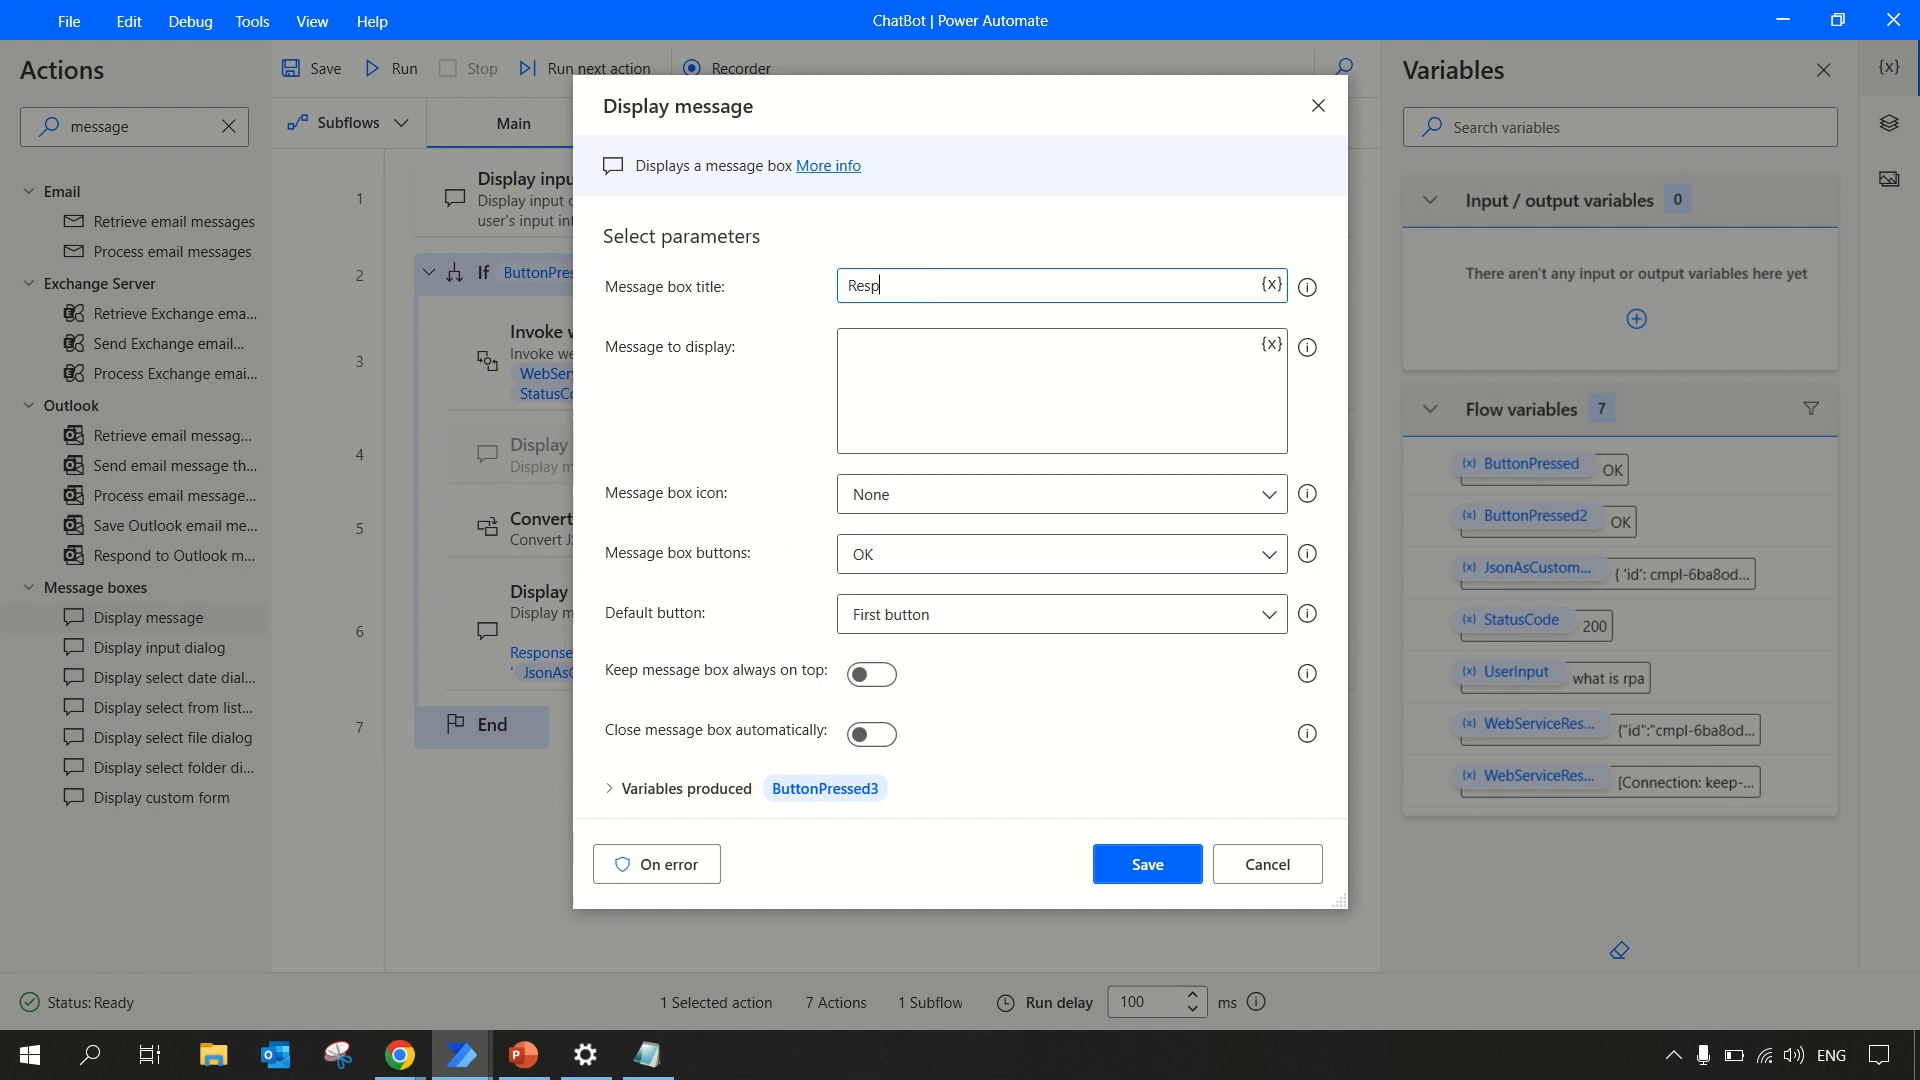 File Edit Debug Tools View Help
ChatBot | Power Automate
Actions
message
Email
Retrieve email messages
Process email messages
Exchange Server
Retrieve Exchange ema...
Send Exchange email...
Process Exchange emai...
Outlook
Retrieve email messag...
Send email message th...
Process email message...
Save Outlook email me...
Respond to Outlook m...
Message boxes
Display message
Display input dialog
Display select date dial...
Display select from list...
Display select file dialog
Display select folder di...
Display custom form
Save Run Stop Run next action Recorder
Subflows Main
1
Display inpu
Display input d
user's input int
2
If ButtonPres
3
Invoke w
Invoke we
WebSer
StatusCo
4
Display
Display m
5
Convert
Convert J
6
Display
Display m
Response
' JsonAsC
7
End
Display message
Displays a message box More info
Select parameters
Message box title: Resp {x}
Message to display: {x}
Message box icon: None
Message box buttons: OK
Default button: First button
Keep message box always on top:
Close message box automatically:
Variables produced ButtonPressed3
On error Save Cancel
Variables
{x}
Search variables
Input / output variables 0
There aren't any input or output variables here yet
Flow variables 7
(x) ButtonPressed OK
(x) ButtonPressed2 OK
(x) JsonAsCustom... { 'id': cmpl-6ba8od...
(x) StatusCode 200
(x) UserInput what is rpa
(x) WebServiceRes... {"id":"cmpl-6ba8od...
(x) WebServiceRes... [Connection: keep-...
Status: Ready 1 Selected action 7 Actions 1 Subflow Run delay 100 ms
ENG